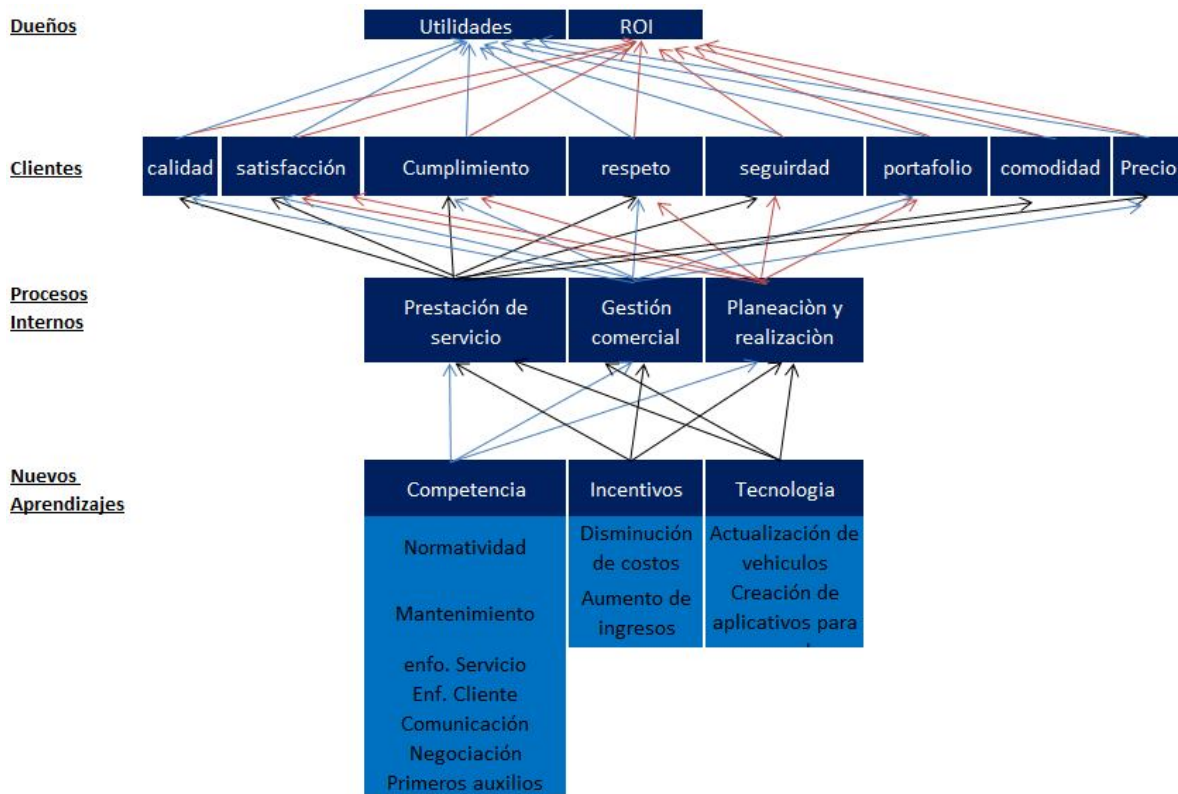 Dueños
Utilidades
ROI
Clientes
calidad
satisfacción
Cumplimiento
respeto
seguirdad
portafolio
comodidad
Precio
Procesos
Internos
Prestación de
servicio
Gestión
comercial
Planeaciòn y
realizaciòn
Nuevos
Aprendizajes
Competencia
Incentivos
Tecnologia
Normatividad
Mantenimiento
enfo. Servicio
Enf. Cliente
Comunicación
Negociación
Primeros auxilios
Disminución
de costos
Aumento de
ingresos
Actualización de
vehiculos
Creación de
aplicativos para